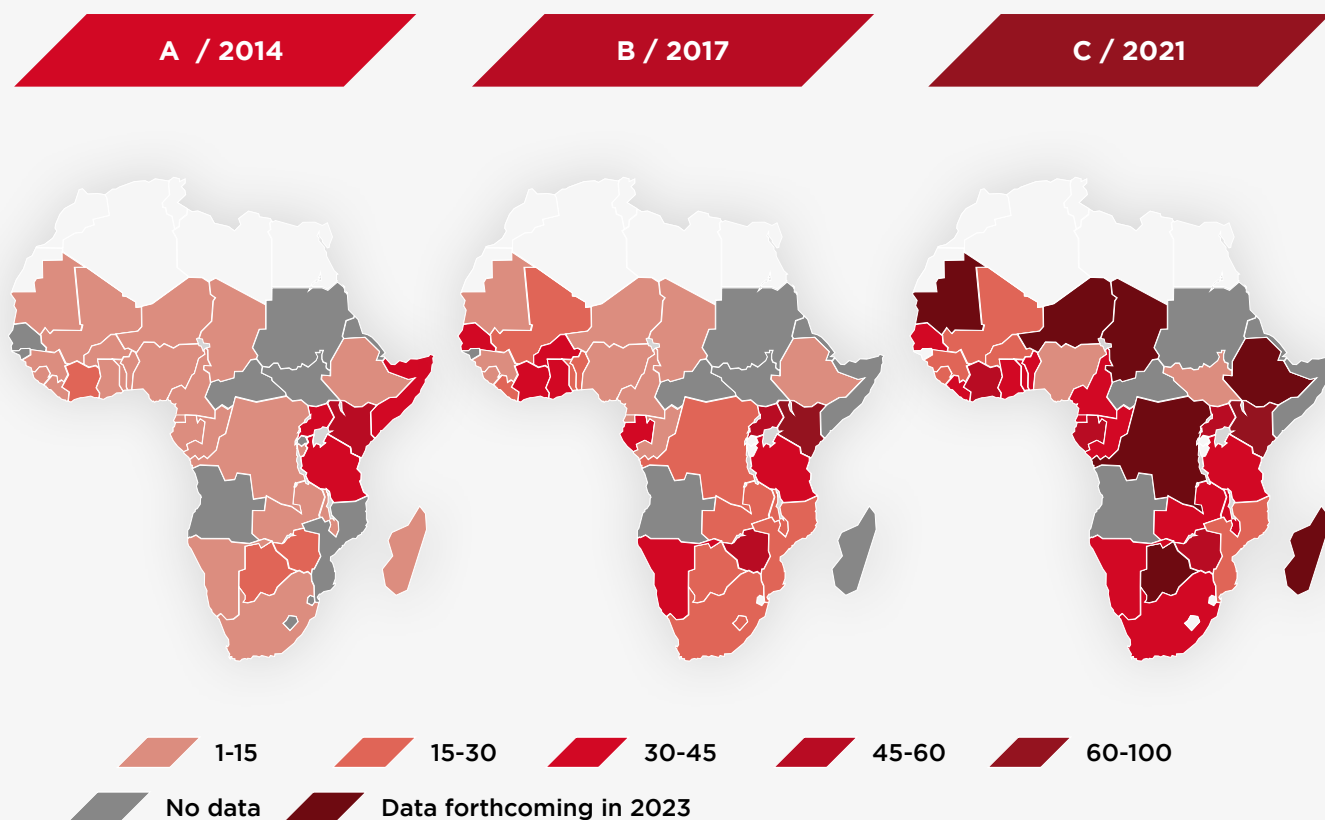 A / 2014
B / 2017
C / 2021
1-15
15-30
30-45
45-60
60-100
No data
Data forthcoming in 2023